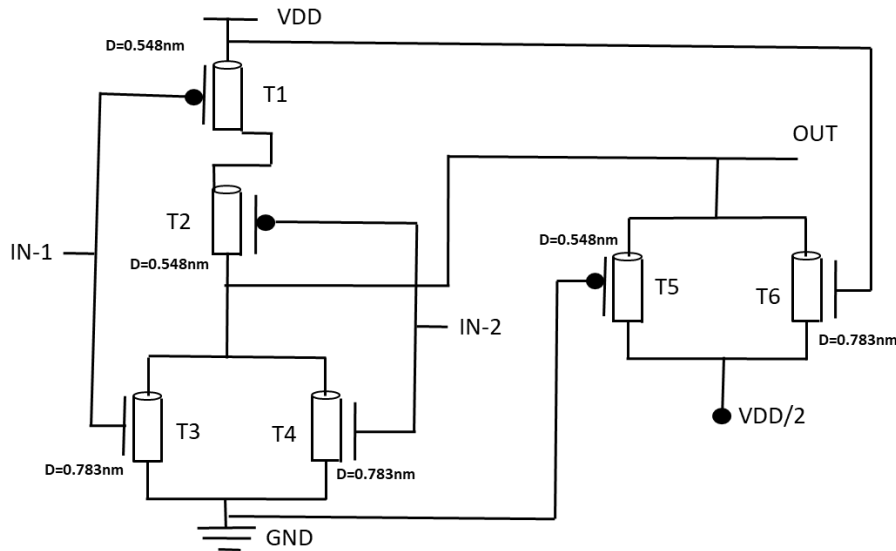 VDD
D=0.548nm
T1
OUT
T2
D=0.548nm
IN-1
D=0.548nm
T5
T6
IN-2
D=0.783nm
T3
T4
VDD/2
D=0.783nm
D=0.783nm
GND